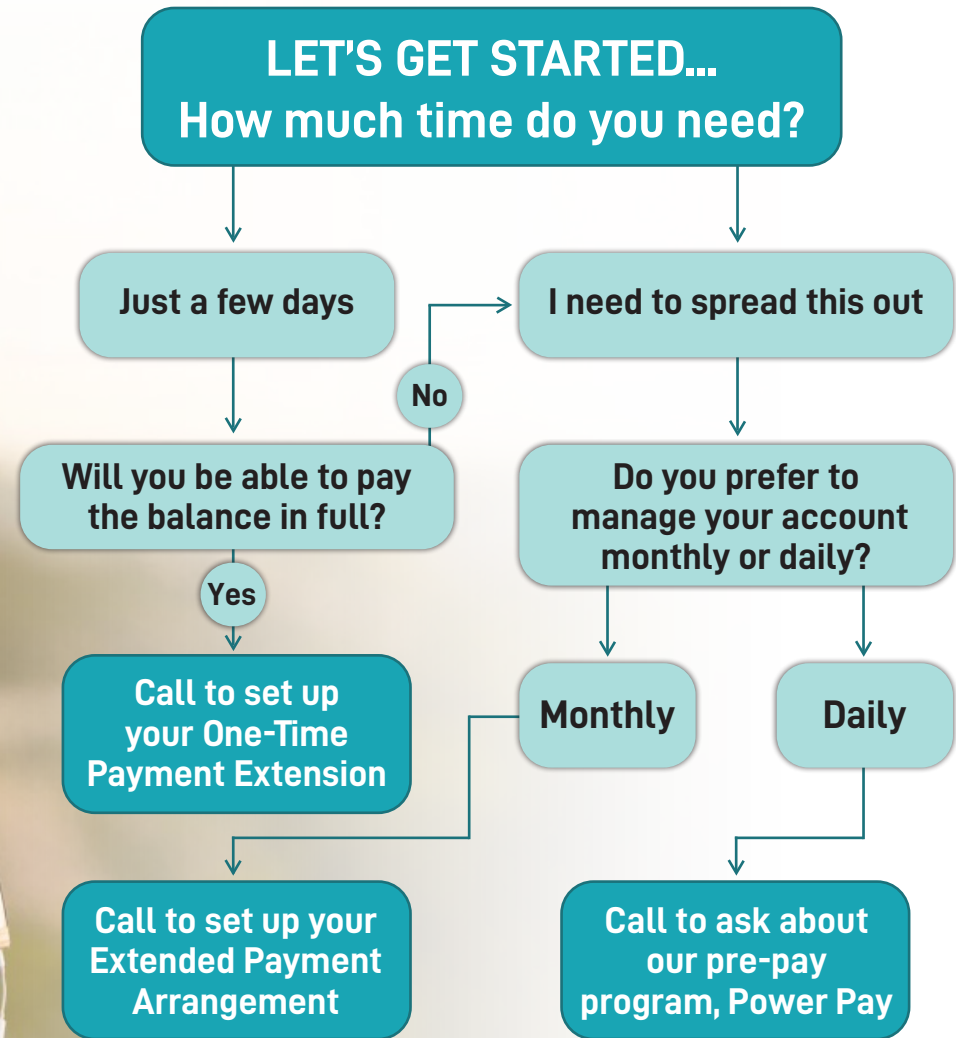 LET'S GET STARTED...
How much time do you need?
Just a few days
I need to spread this out
No
Will you be able to pay
the balance in full?
Do you prefer to
manage your account
monthly or daily?
Yes
Call to set up
your One-Time
Payment Extension
Monthly
Daily
Call to set up your
Extended Payment
Arrangement
Call to ask about
our pre-pay
program, Power Pay